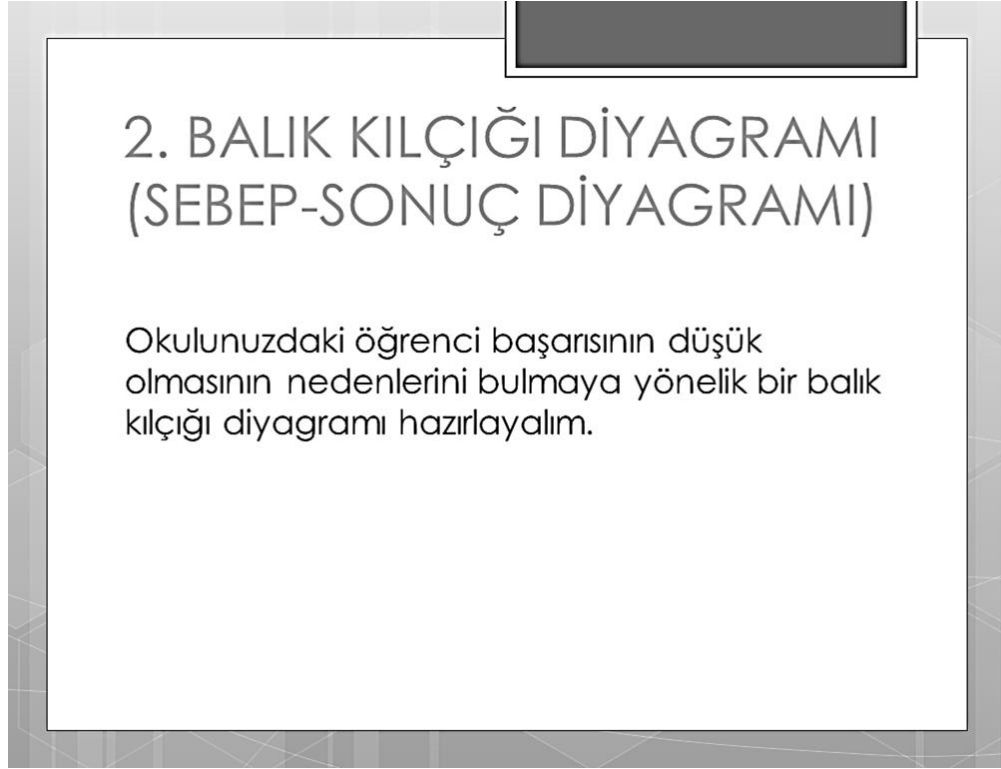 2. BALIK KILÇIĞI DİYAGRAMI
(SEBEP-SONUÇ DİYAGRAMI)
Okulunuzdaki öğrenci başarısının düşük
olmasının nedenlerini bulmaya yönelik bir balık
kılçığı diyagramı hazırlayalım.